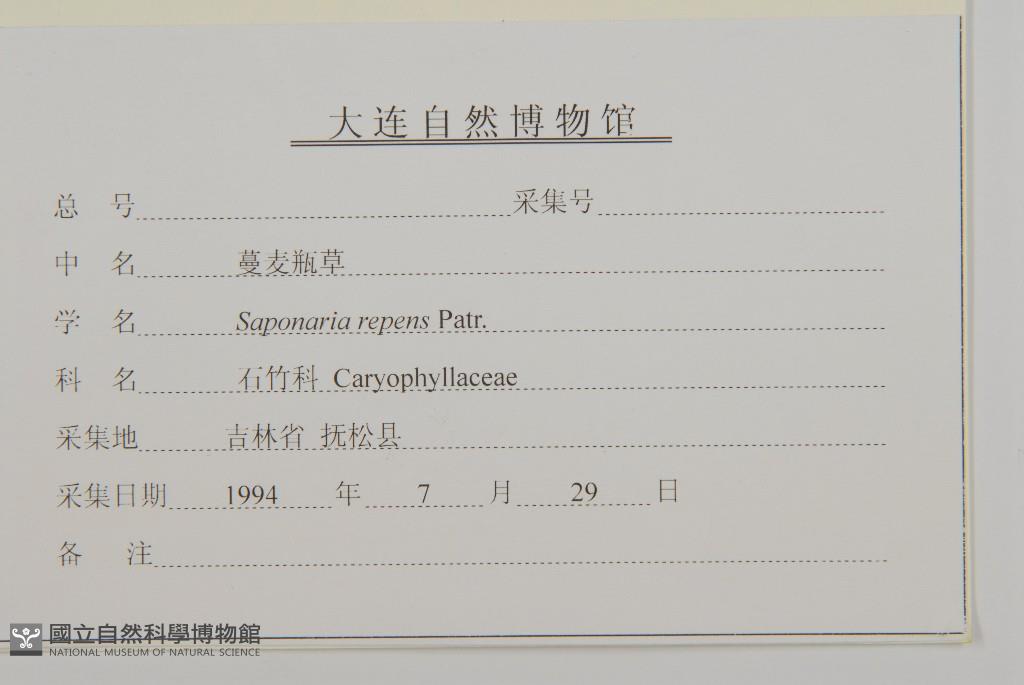 大连自然博物馆
总 号 采集号
中 名 蔓麦瓶草
学 名 Saponaria repens Patr.
科 名 石竹科 Caryophyllaceae
采集地 吉林省 抚松县
采集日期 1994 年 7 月 29 日
备 注
國立自然科學博物館
NATIONAL MUSEUM OF NATURAL SCIENCE